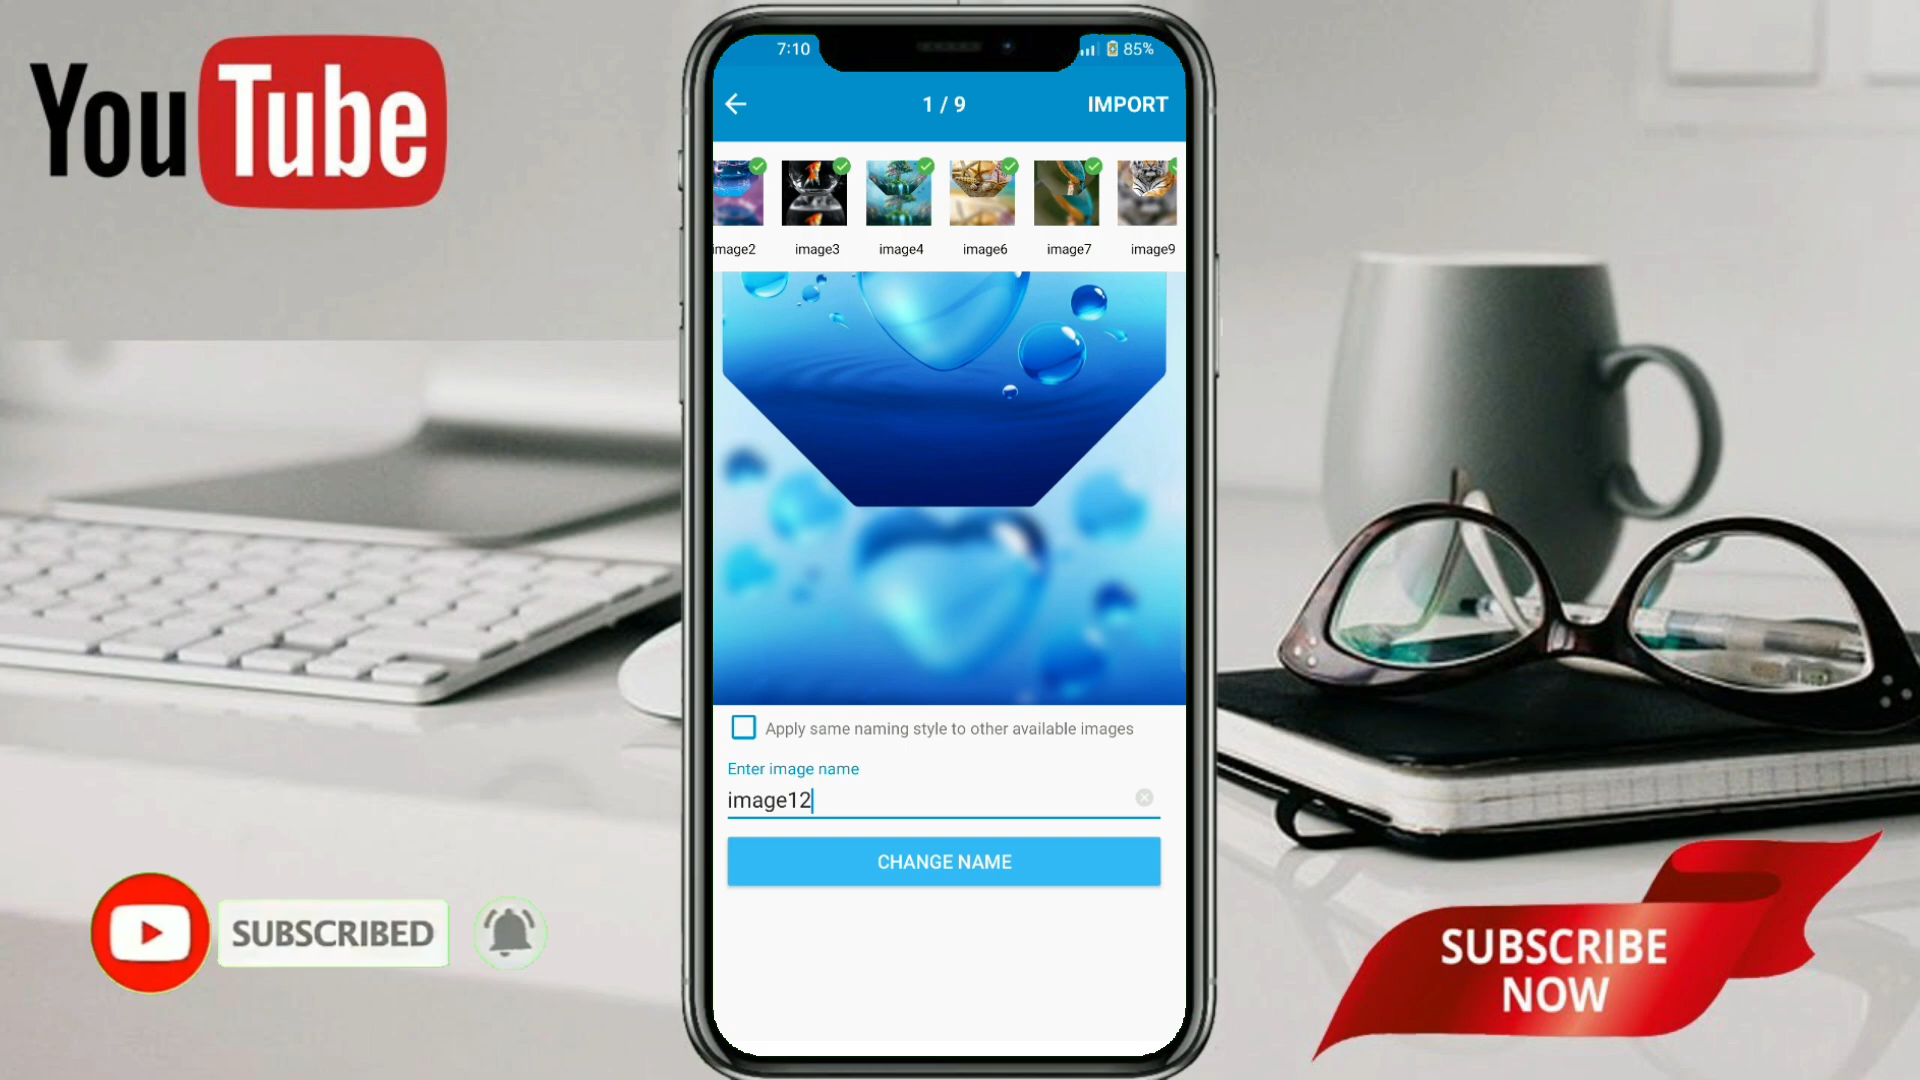 YouTube
7:10
85%
1 / 9
IMPORT
image2
image3
image4
image6
image7
image9
Apply same naming style to other available images
Enter image name
image12
CHANGE NAME
SUBSCRIBED
SUBSCRIBE
NOW